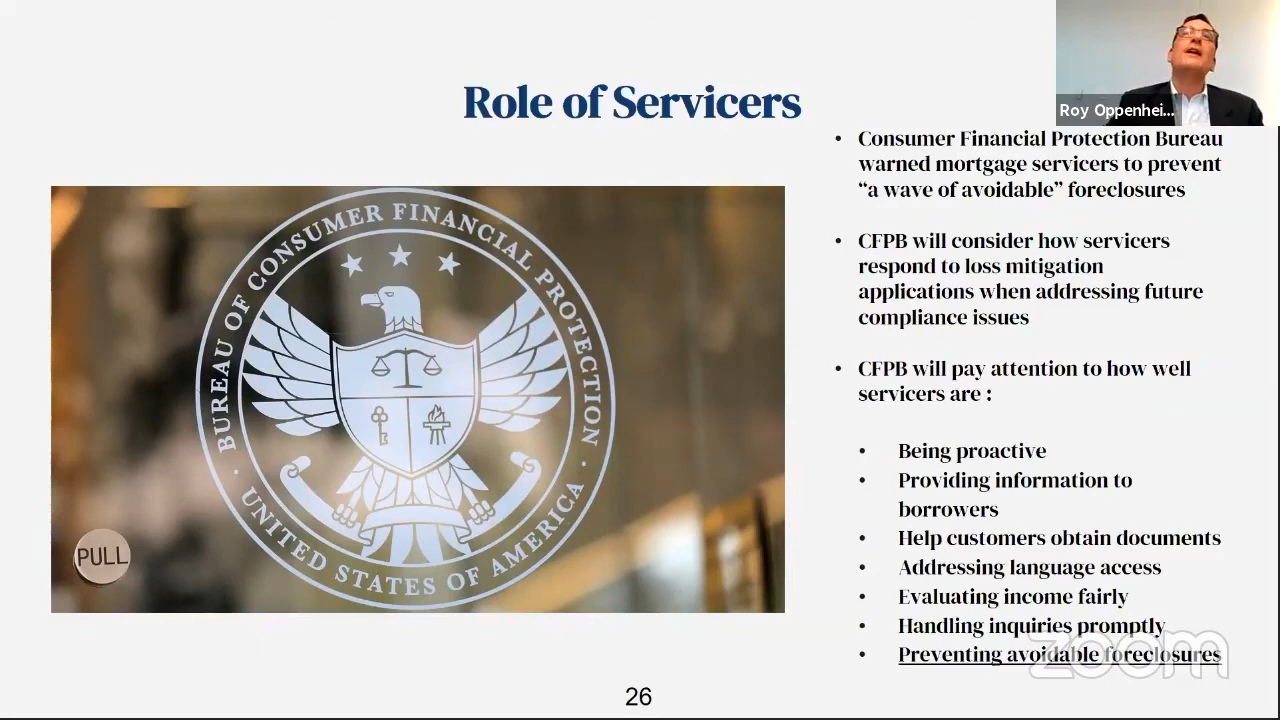 Roy Oppenhei...
Role of Servicers
• Consumer Financial Protection Bureau
warned mortgage servicers to prevent
“a wave of avoidable” foreclosures
• CFPB will consider how servicers
respond to loss mitigation
applications when addressing future
compliance issues
• CFPB will pay attention to how well
servicers are :
• Being proactive
• Providing information to
borrowers
• Help customers obtain documents
• Addressing language access
• Evaluating income fairly
• Handling inquiries promptly
• Preventing avoidable foreclosures
BUREAU OF CONSUMER FINANCIAL PROTECTION
· UNITED STATES OF AMERICA ·
PULL
zoom
26